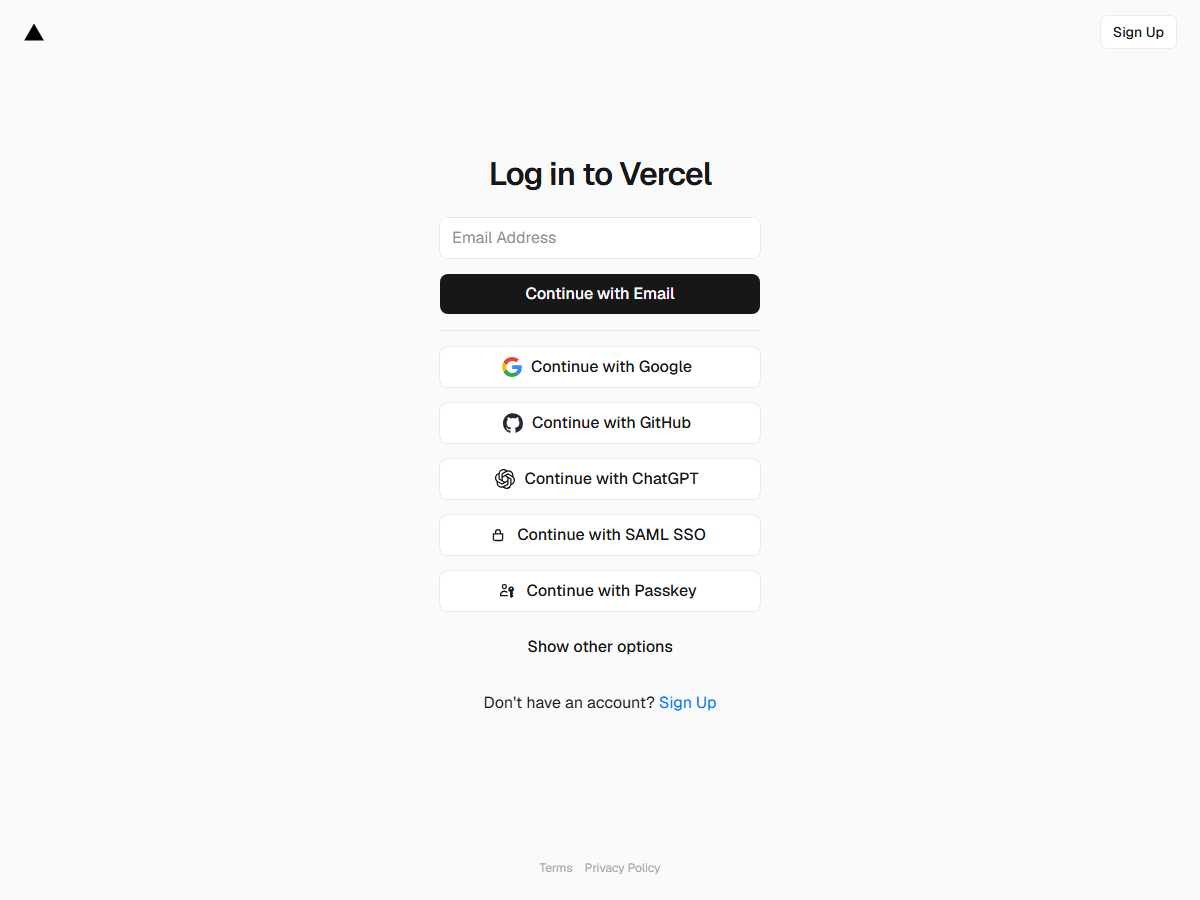 Sign Up
Log in to Vercel
Email Address
Continue with Email
Continue with Google
Continue with GitHub
Continue with ChatGPT
Continue with SAML SSO
Continue with Passkey
Show other options
Don't have an account? Sign Up
Terms Privacy Policy